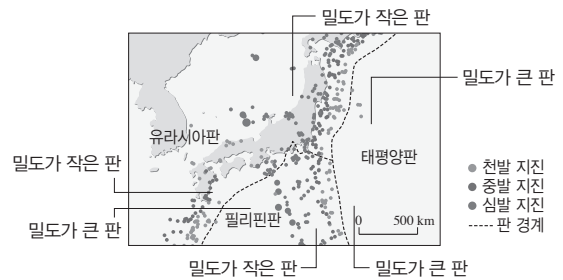 밀도가 작은 판
밀도가 큰 판
유라시아판
태평양판
밀도가 작은 판
천발 지진
중발 지진
심발 지진
판 경계
필리핀판
0 500 km
밀도가 큰 판
밀도가 작은 판
밀도가 큰 판